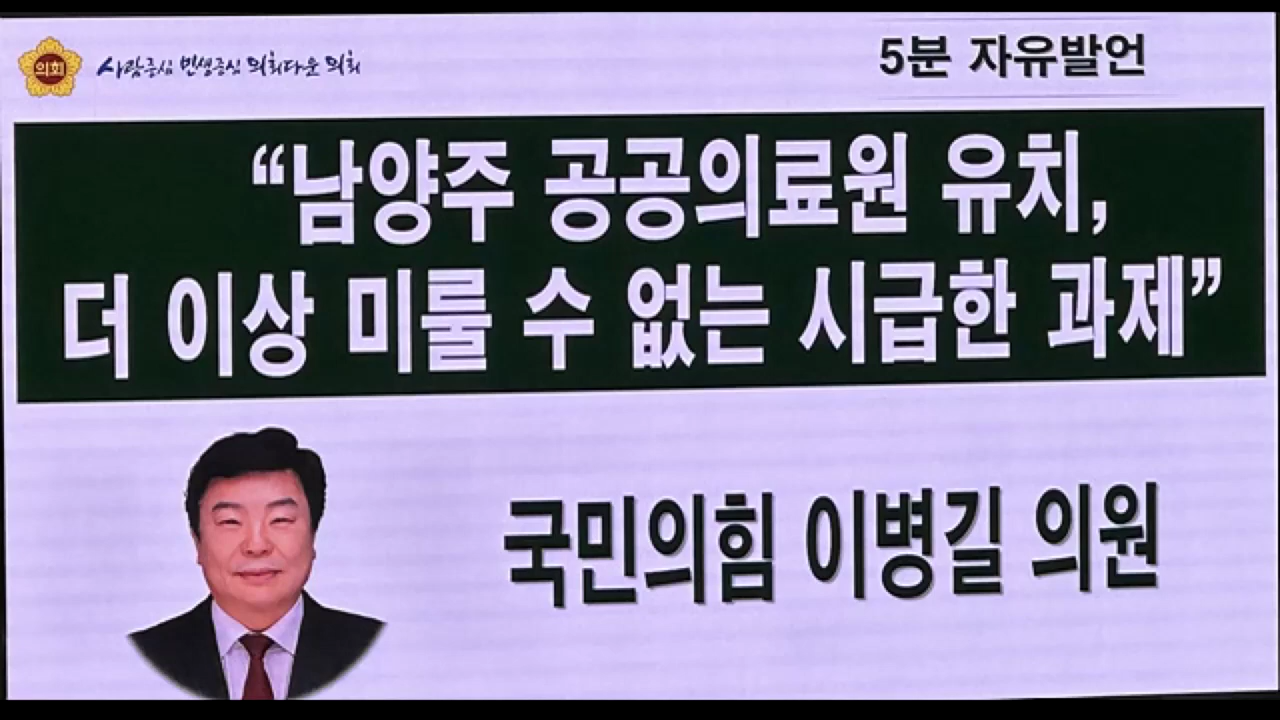 의회
사람중심 민생중심 의회다운 의회
5분 자유발언
“남양주 공공의료원 유치,
더 이상 미룰 수 없는 시급한 과제”
국민의힘 이병길 의원